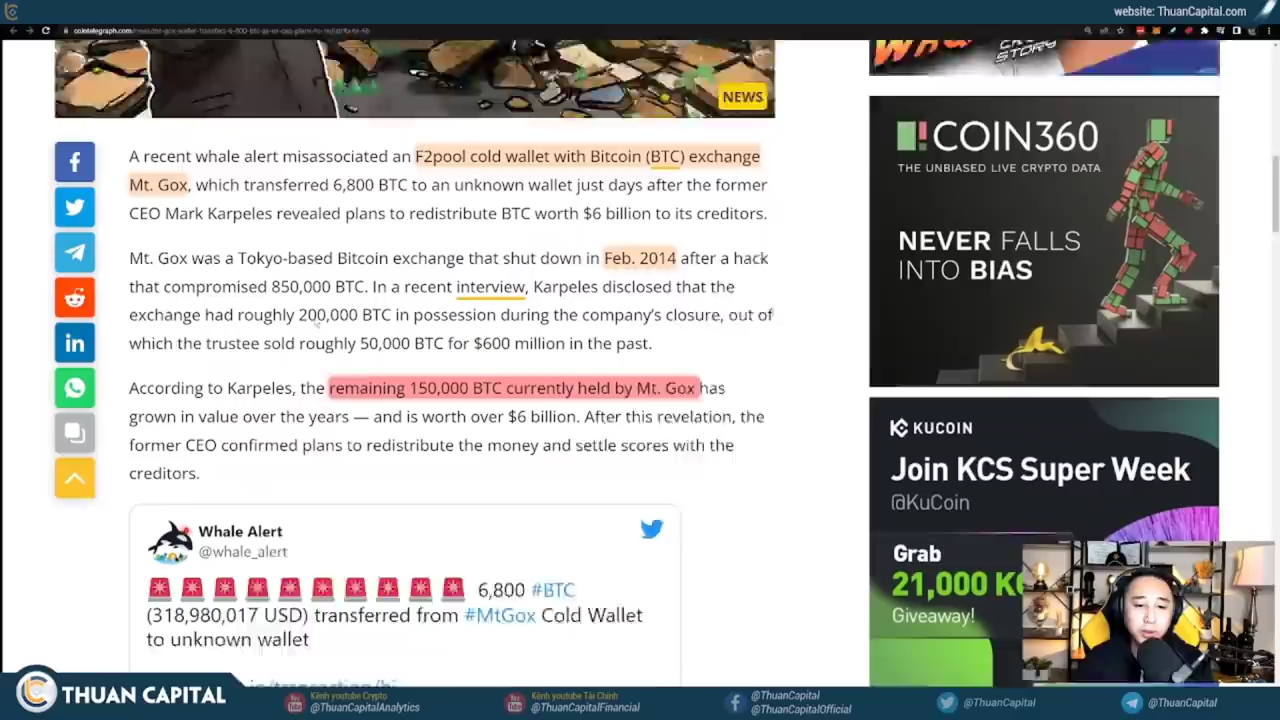 website: ThuanCapital.com
NEWS
A recent whale alert misassociated an F2pool cold wallet with Bitcoin (BTC) exchange
Mt. Gox, which transferred 6,800 BTC to an unknown wallet just days after the former
CEO Mark Karpeles revealed plans to redistribute BTC worth $6 billion to its creditors.
Mt. Gox was a Tokyo-based Bitcoin exchange that shut down in Feb. 2014 after a hack
that compromised 850,000 BTC. In a recent interview, Karpeles disclosed that the
exchange had roughly 200,000 BTC in possession during the company's closure, out of
which the trustee sold roughly 50,000 BTC for $600 million in the past.
According to Karpeles, the remaining 150,000 BTC currently held by Mt. Gox has
grown in value over the years — and is worth over $6 billion. After this revelation, the
former CEO confirmed plans to redistribute the money and settle scores with the
creditors.
Whale Alert
@whale_alert
6,800 #BTC
(318,980,017 USD) transferred from #MtGox Cold Wallet
to unknown wallet
STORY
COIN360
THE UNBIASED LIVE CRYPTO DATA
NEVER FALLS
INTO BIAS
KUCOIN
Join KCS Super Week
@KuCoin
Grab
21,000 K
Giveaway!
THUAN CAPITAL
Kênh youtube Crypto
@ThuanCapitalAnalytics
Kênh youtube Tài Chính
@ThuanCapitalFinancial
@ThuanCapital
@ThuanCapitalOfficial
@ThuanCapital
@ThuanCapital